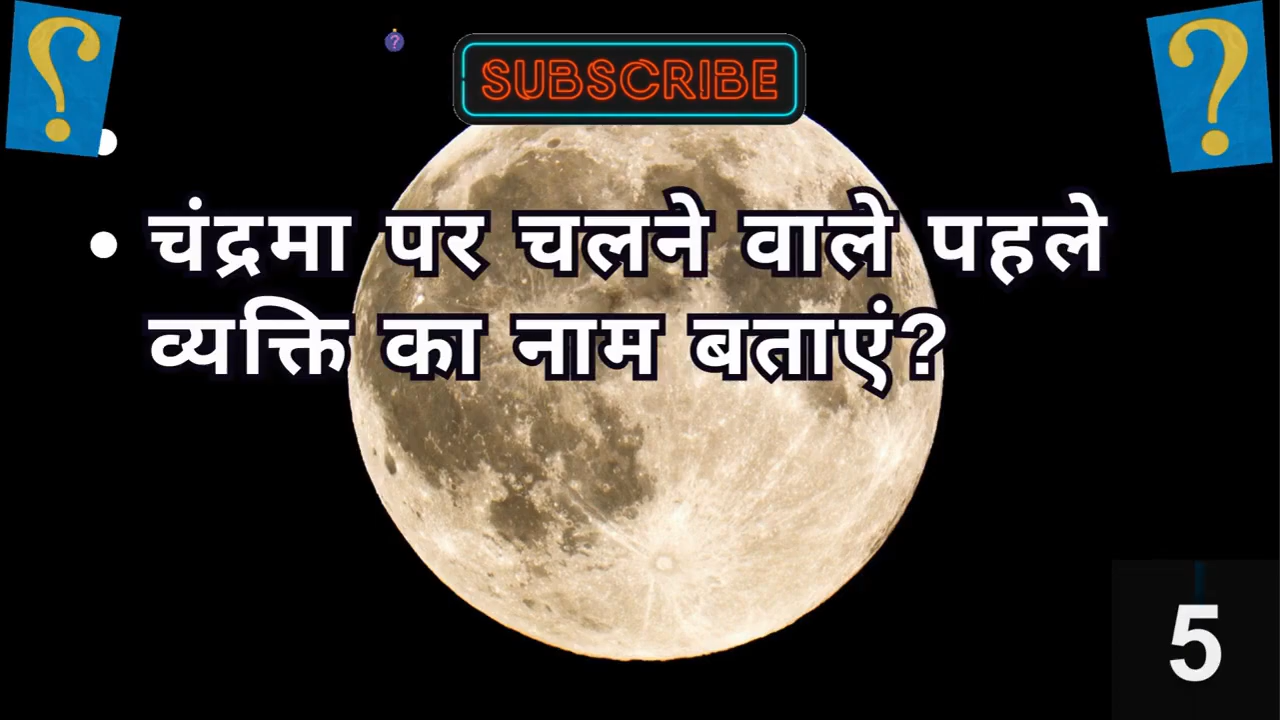 SUBSCRIBE
• चंद्रमा पर चलने वाले पहले
व्यक्ति का नाम बताएं?
5